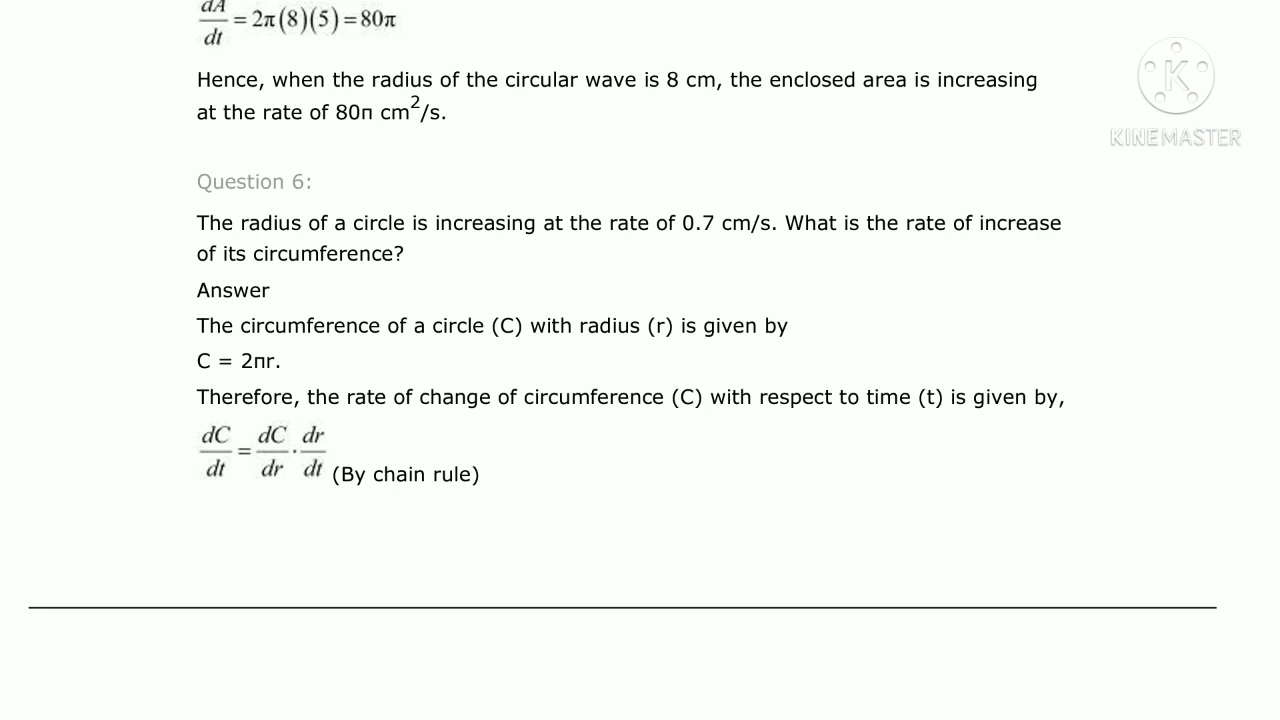 dA/dt = 2π(8)(5) = 80π
Hence, when the radius of the circular wave is 8 cm, the enclosed area is increasing
at the rate of 80π cm²/s.
K
KINEMASTER
Question 6:
The radius of a circle is increasing at the rate of 0.7 cm/s. What is the rate of increase
of its circumference?
Answer
The circumference of a circle (C) with radius (r) is given by
C = 2πr.
Therefore, the rate of change of circumference (C) with respect to time (t) is given by,
dC/dt = dC/dr · dr/dt (By chain rule)